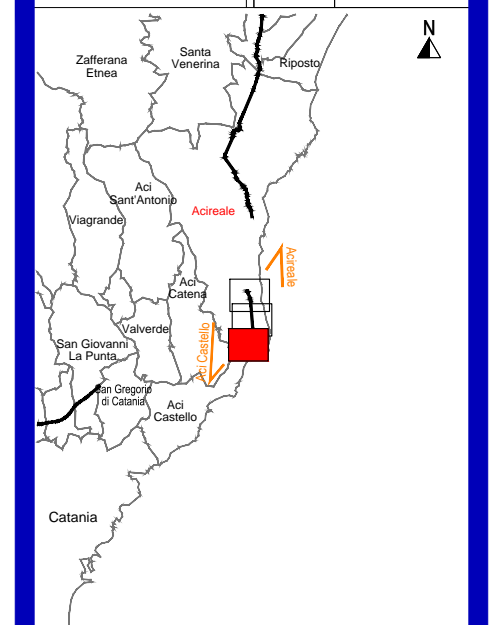 N
Santa
Venerina
Zafferana
Etnea
Riposto
Aci
Sant'Antonio
Acireale
Viagrande
Acireale
Aci
Catena
Valverde
Aci Castello
San Giovanni
La Punta
San Gregorio
di Catania
Aci
Castello
Catania